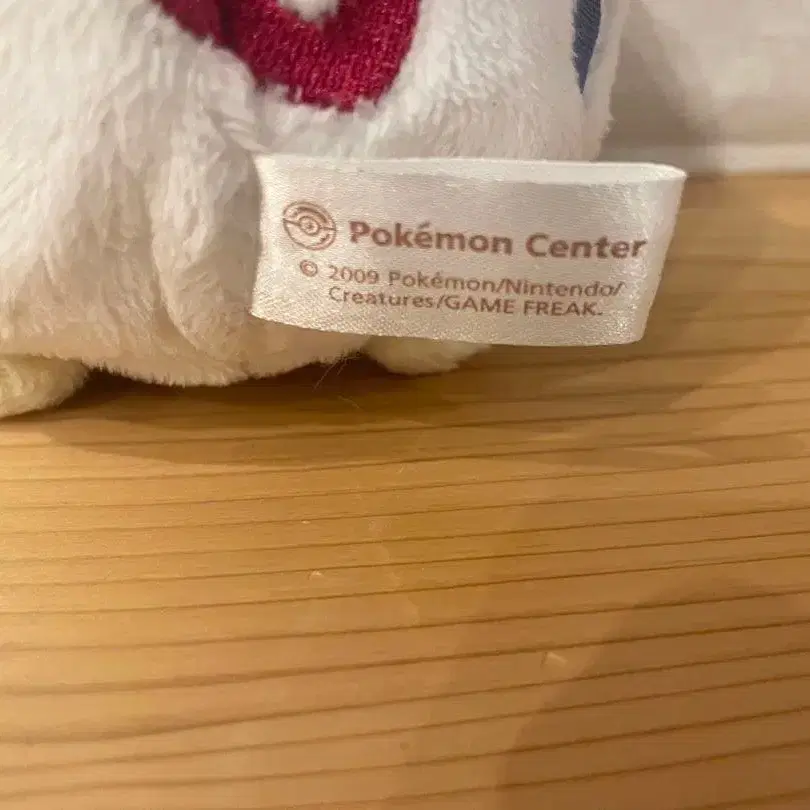 Pokémon Center
© 2009 Pokémon/Nintendo/
Creatures/GAME FREAK.